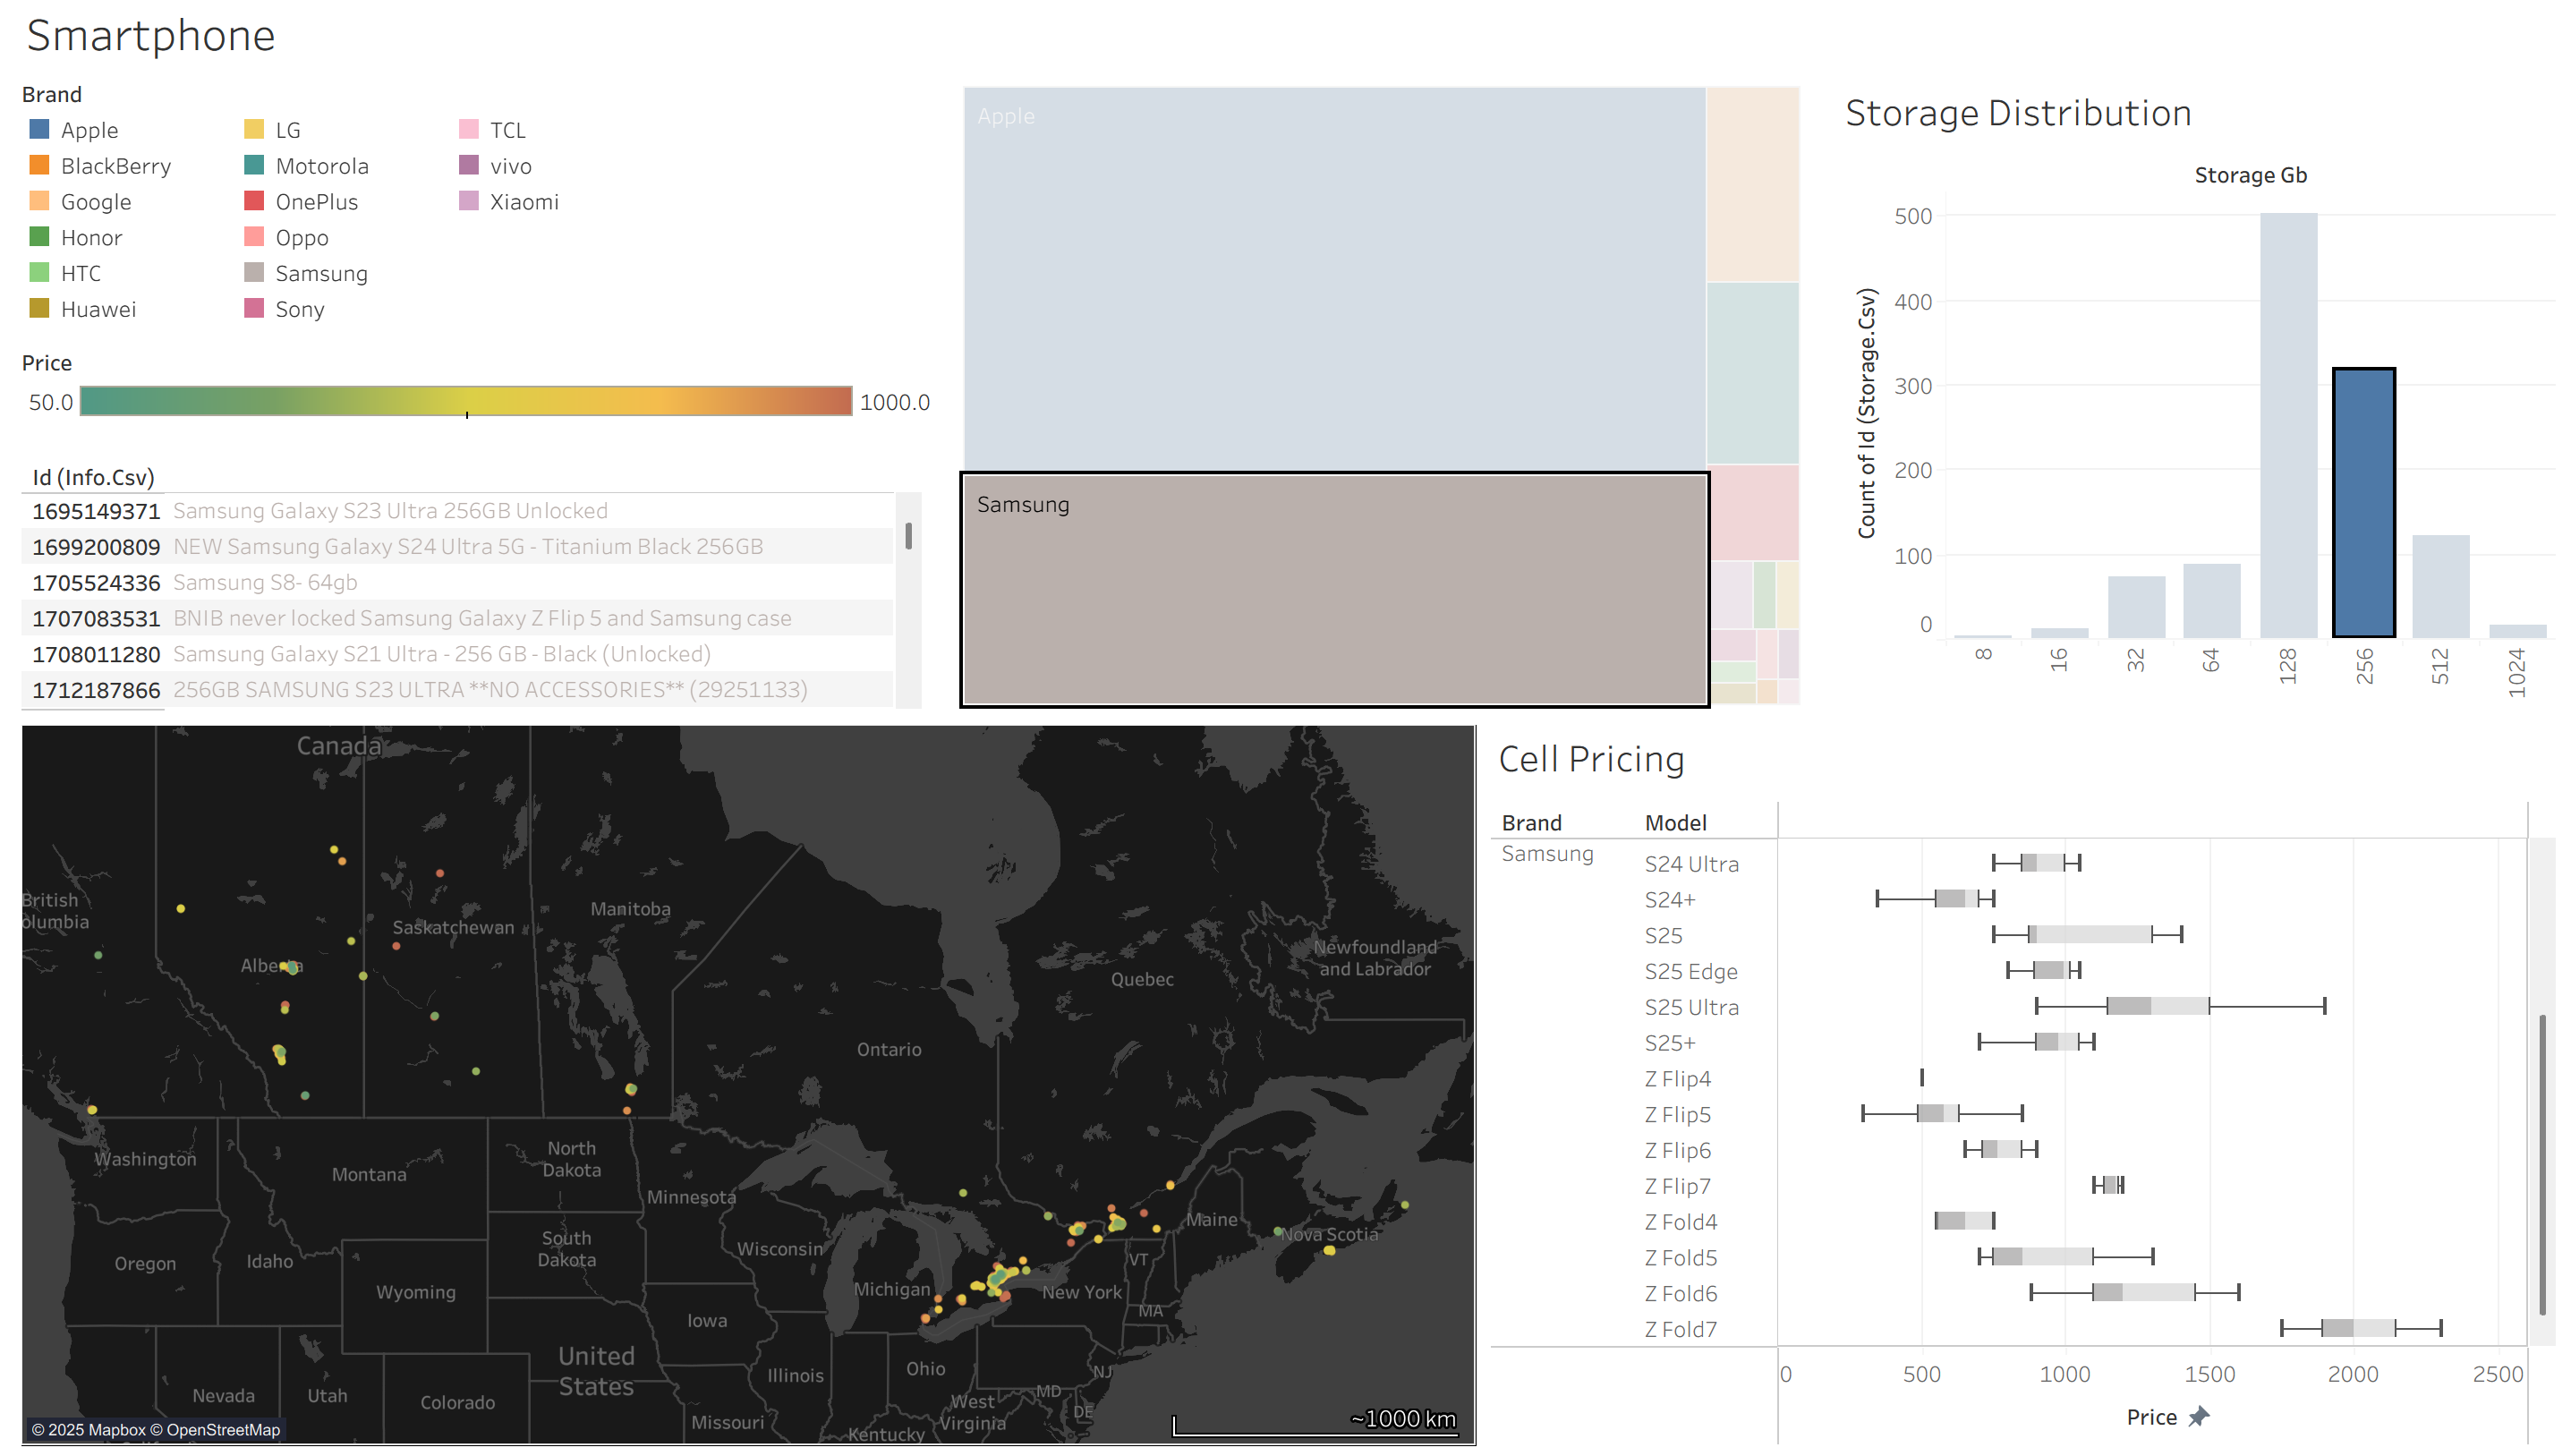 Smartphone
Brand
Apple
BlackBerry
Google
Honor
HTC
Huawei
LG
Motorola
OnePlus
Oppo
Samsung
Sony
TCL
vivo
Xiaomi
Price
50.0
1000.0
Id (Info.Csv)
1695149371 Samsung Galaxy S23 Ultra 256GB Unlocked
1699200809 NEW Samsung Galaxy S24 Ultra 5G - Titanium Black 256GB
1705524336 Samsung S8- 64gb
1707083531 BNIB never locked Samsung Galaxy Z Flip 5 and Samsung case
1708011280 Samsung Galaxy S21 Ultra - 256 GB - Black (Unlocked)
1712187866 256GB SAMSUNG S23 ULTRA **NO ACCESSORIES** (29251133)
Apple
Samsung
Storage Distribution
Storage Gb
Count of Id (Storage.Csv)
500
400
300
200
100
0
8
16
32
64
128
256
512
1024
Canada
British
olumbia
Alberta
Saskatchewan
Manitoba
Ontario
Quebec
Newfoundland
and Labrador
Nova Scotia
Washington
Montana
North
Dakota
Minnesota
South
Dakota
Wisconsin
Michigan
Oregon
Idaho
Wyoming
Iowa
New York
VT
Maine
MA
Nevada
Utah
Colorado
United
States
Illinois
Ohio
West
Virginia
NJ
MD
DE
Missouri
Kentucky
© 2025 Mapbox © OpenStreetMap
~1000 km
Cell Pricing
Brand Model
Samsung
S24 Ultra
S24+
S25
S25 Edge
S25 Ultra
S25+
Z Flip4
Z Flip5
Z Flip6
Z Flip7
Z Fold4
Z Fold5
Z Fold6
Z Fold7
0 500 1000 1500 2000 2500
Price